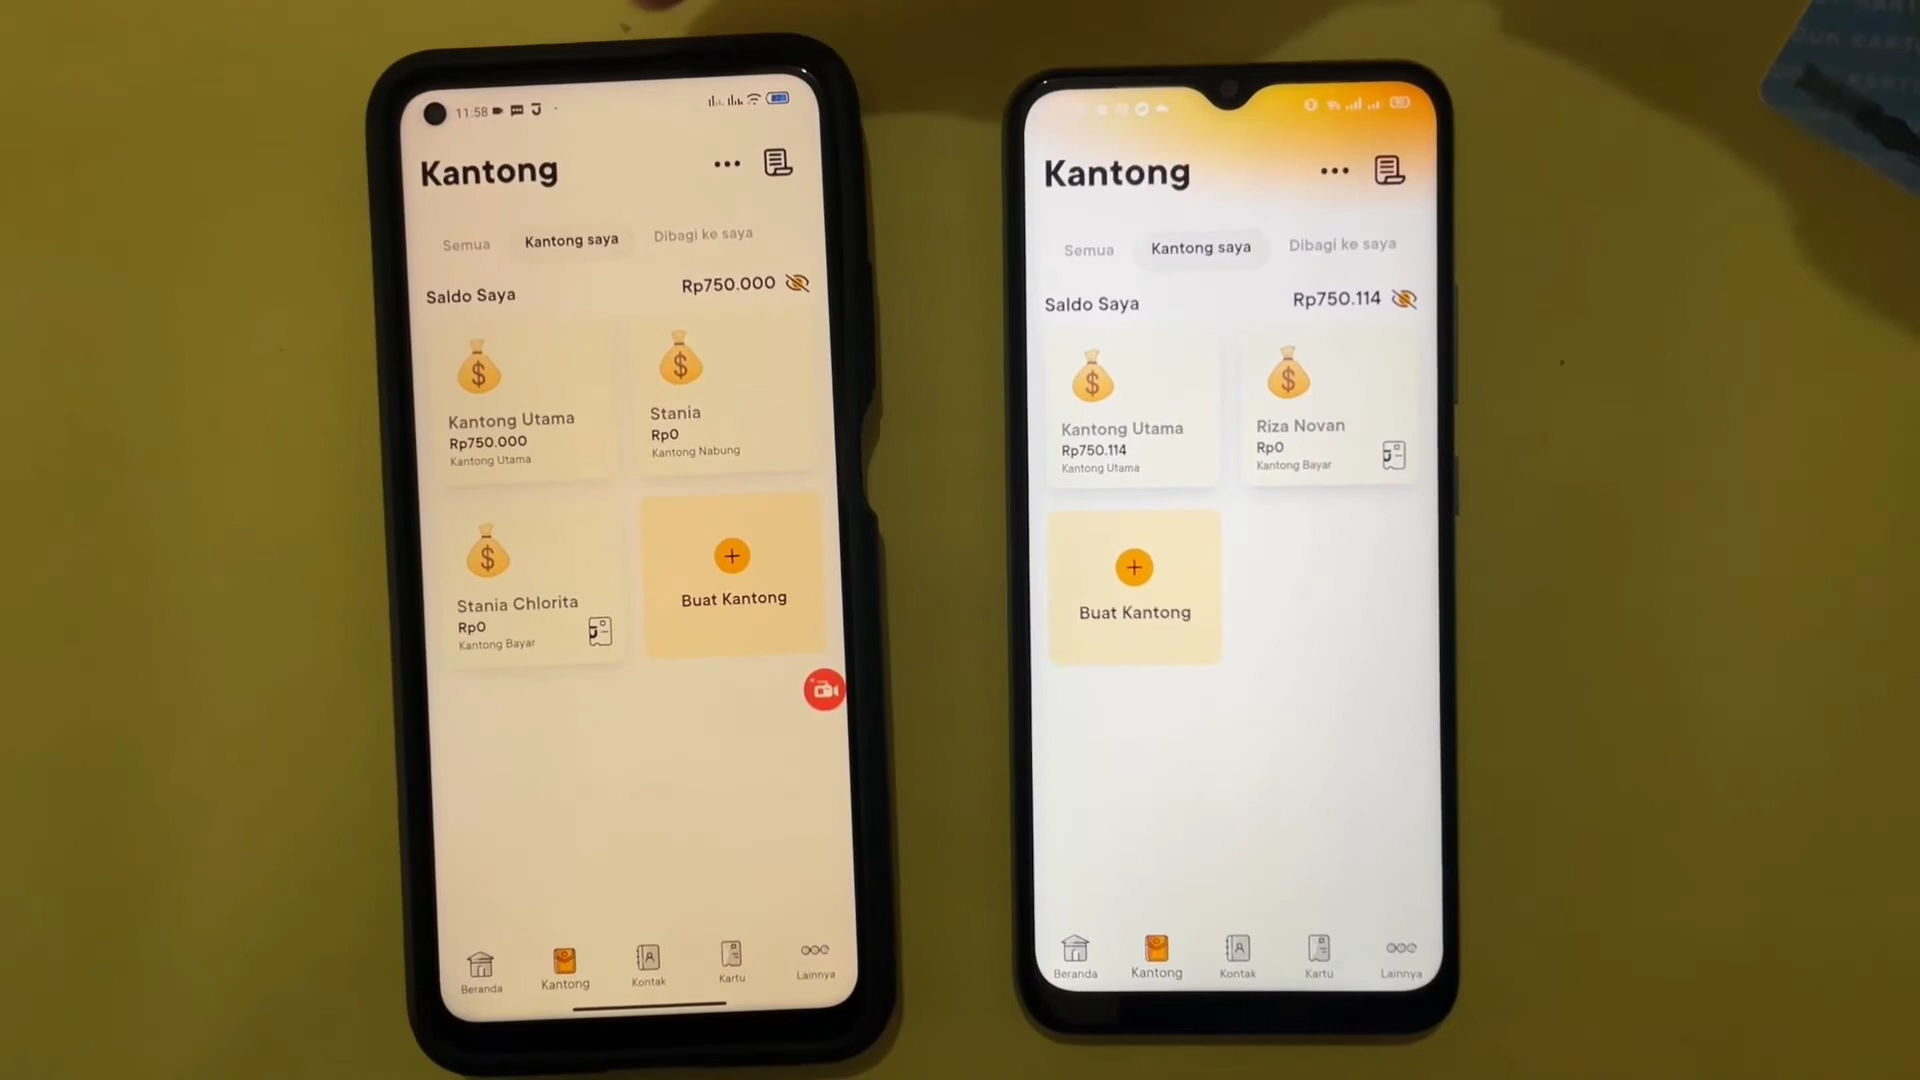 11:58
Kantong
Semua
Kantong saya
Dibagi ke saya
Saldo Saya
Rp750.000
Kantong Utama
Rp750.000
Kantong Utama
Stania
Rp0
Kantong Nabung
Stania Chlorita
Rp0
Kantong Bayar
Buat Kantong
Beranda
Kantong
Kontak
Kartu
Lainnya
Kantong
Semua
Kantong saya
Dibagi ke saya
Saldo Saya
Rp750.114
Kantong Utama
Rp750.114
Kantong Utama
Riza Novan
Rp0
Kantong Bayar
Buat Kantong
Beranda
Kantong
Kontak
Kartu
Lainnya